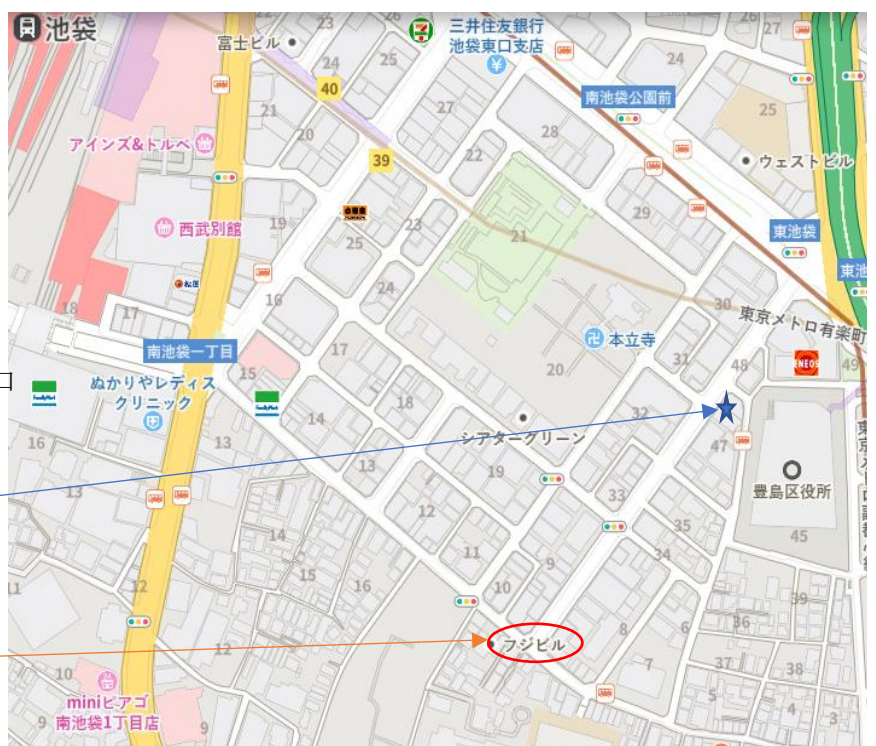 池袋
富士ビル
23
26
三井住友銀行
池袋東口支店
27
24
25
24
40
南池袋公園前
25
21
20
27
28
アインズ&トルペ
39
22
ウェストビル
29
西武別館
19
23
21
東池袋
25
松屋
24
東池
18
17
16
30
東京メトロ有楽町
南池袋一丁目
17
本立寺
31
48
ENEOS
49
15
20
口
FamilyMart
ぬかりやレディス
クリニック
FamilyMart
18
32
14
シアターグリーン
47
16
13
豊島区役所
13
13
19
33
12
35
45
14
11
9
34
15
16
10
11
12
39
36
フジビル
8
6
12
7
37
38
10
miniピアゴ
南池袋1丁目店
5
4
3
9
9